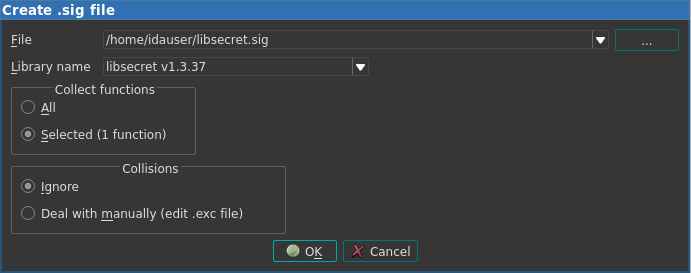 Create .sig file
File /home/idauser/libsecret.sig ...
Library name libsecret v1.3.37
Collect functions
All
Selected (1 function)
Collisions
Ignore
Deal with manually (edit .exc file)
OK Cancel